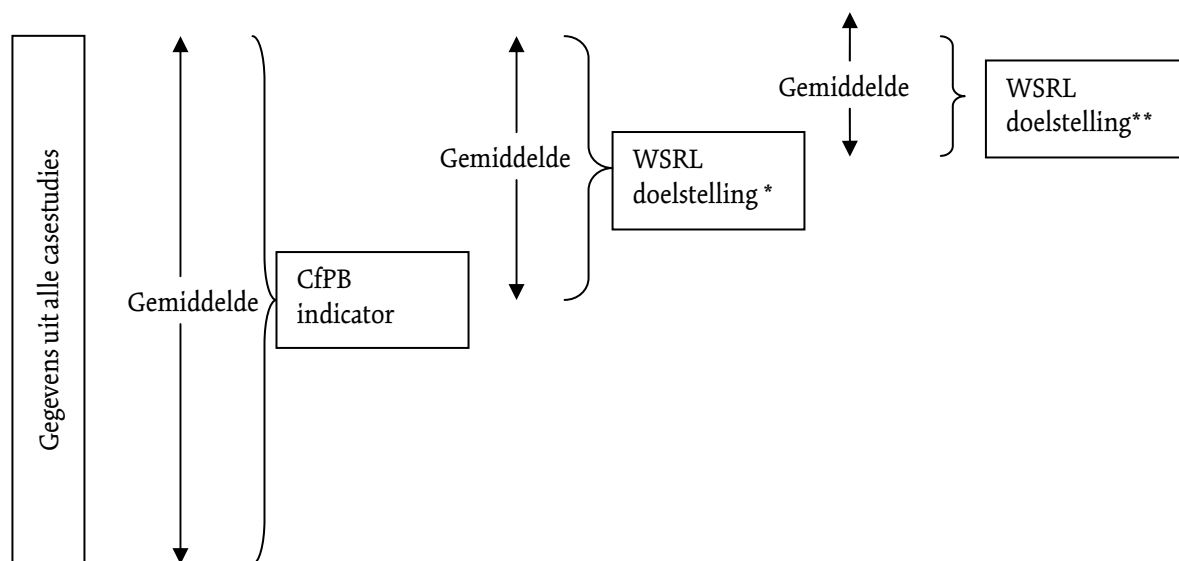 Gegevens uit alle casestudies
Gemiddelde
CfPB
indicator
Gemiddelde
WSRL
doelstelling *
Gemiddelde
WSRL
doelstelling**